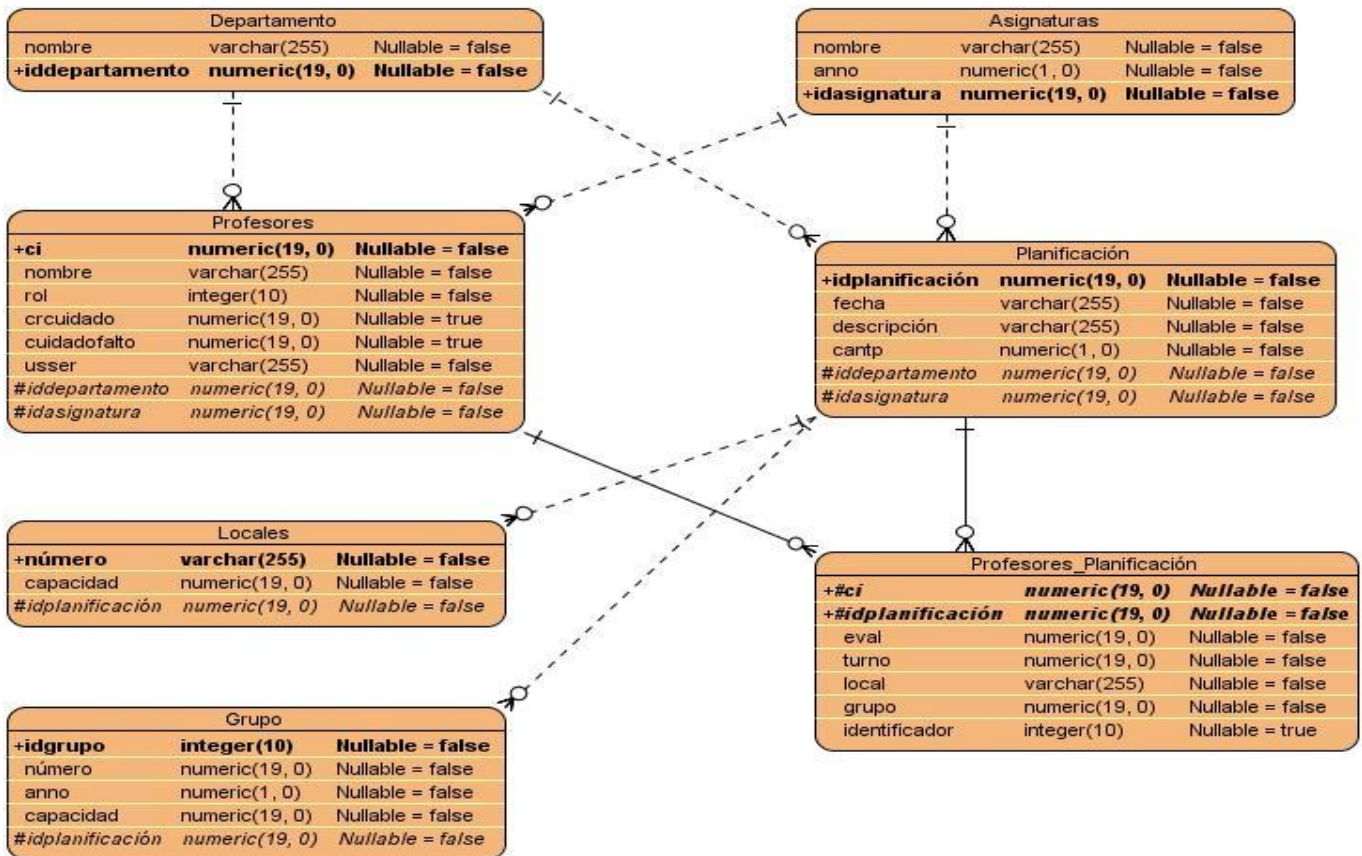 Departamento
nombre varchar(255) Nullable = false
+iddepartamento numeric(19, 0) Nullable = false
Asignaturas
nombre varchar(255) Nullable = false
anno numeric(1, 0) Nullable = false
+idasignatura numeric(19, 0) Nullable = false
Profesores
+ci numeric(19, 0) Nullable = false
nombre varchar(255) Nullable = false
rol integer(10) Nullable = false
crcuidado numeric(19, 0) Nullable = true
cuidadofalto numeric(19, 0) Nullable = true
usser varchar(255) Nullable = false
#iddepartamento numeric(19, 0) Nullable = false
#idasignatura numeric(19, 0) Nullable = false
Planificación
+idplanificación numeric(19, 0) Nullable = false
fecha varchar(255) Nullable = false
descripción varchar(255) Nullable = false
cantp numeric(1, 0) Nullable = false
#iddepartamento numeric(19, 0) Nullable = false
#idasignatura numeric(19, 0) Nullable = false
Locales
+número varchar(255) Nullable = false
capacidad numeric(19, 0) Nullable = false
#idplanificación numeric(19, 0) Nullable = false
Profesores_Planificación
+#ci numeric(19, 0) Nullable = false
+#idplanificación numeric(19, 0) Nullable = false
eval numeric(19, 0) Nullable = false
turno numeric(19, 0) Nullable = false
local varchar(255) Nullable = false
grupo numeric(19, 0) Nullable = false
identificador integer(10) Nullable = true
Grupo
+idgrupo integer(10) Nullable = false
número numeric(19, 0) Nullable = false
anno numeric(1, 0) Nullable = false
capacidad numeric(19, 0) Nullable = false
#idplanificación numeric(19, 0) Nullable = false